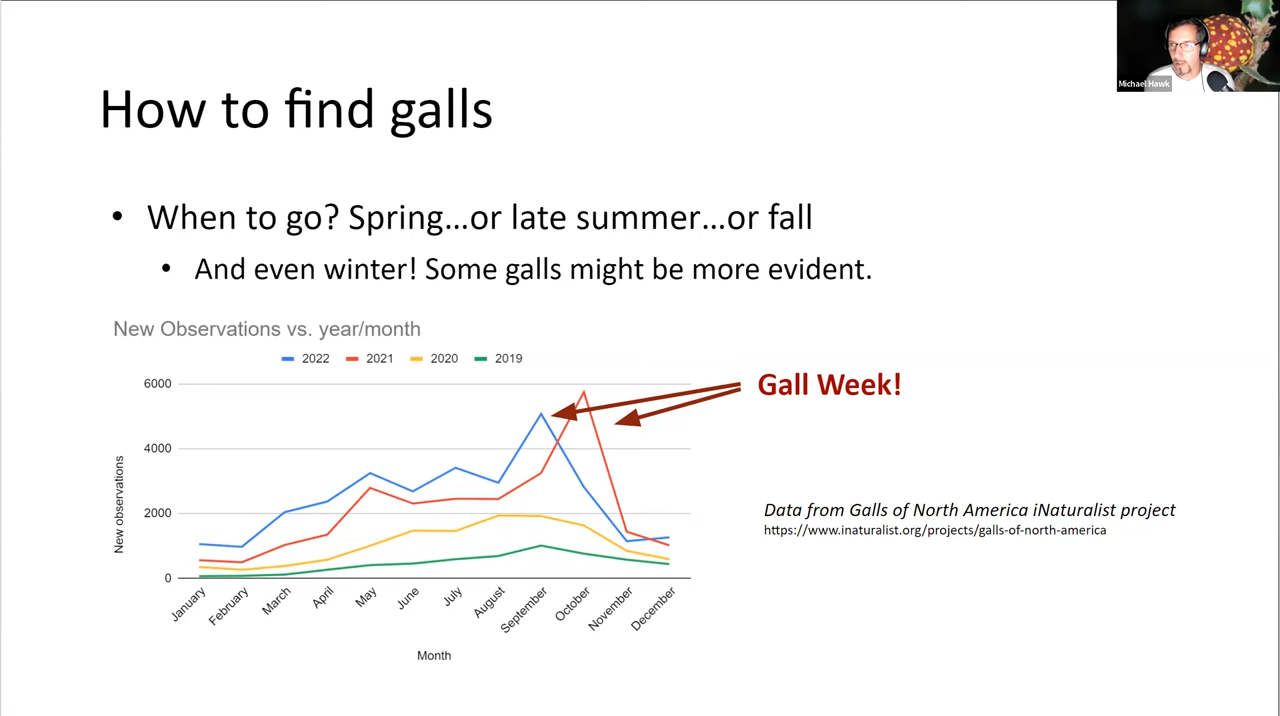 Michael Hawk
How to find galls
• When to go? Spring…or late summer…or fall
• And even winter! Some galls might be more evident.
New Observations vs. year/month
2022 2021 2020 2019
6000
4000
2000
0
New observations
January February March April May June July August September October November December
Month
Gall Week!
Data from Galls of North America iNaturalist project
https://www.inaturalist.org/projects/galls-of-north-america